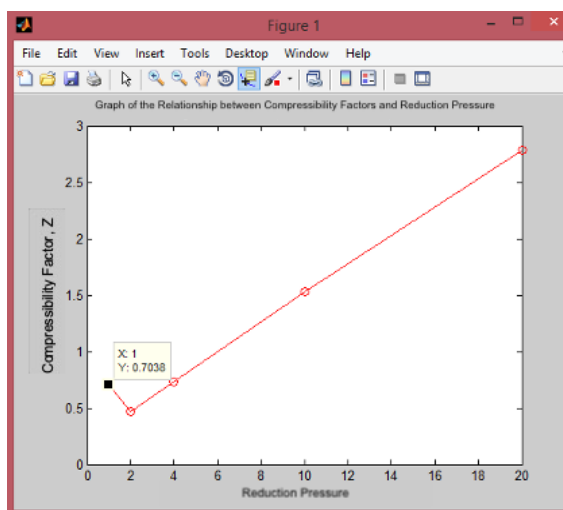 Figure 1
File Edit View Insert Tools Desktop Window Help
Graph of the Relationship between Compressibility Factors and Reduction Pressure
3
2.5
2
1.5
1
0.5
0
Compressibility Factor, Z
X: 1
Y: 0.7038
0 2 4 6 8 10 12 14 16 18 20
Reduction Pressure